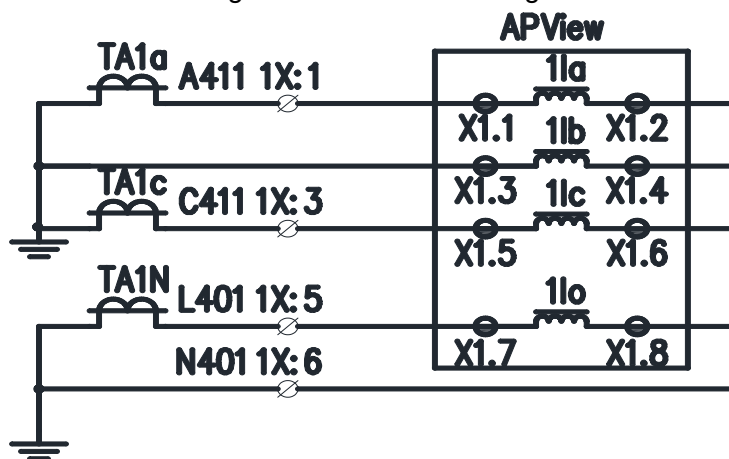 APView
TA1a A411 1X:1 1Ia
X1.1 X1.2
1Ib
TA1c C411 1X:3 X1.3 1Ic X1.4
X1.5 X1.6
TA1N L401 1X:5 1Io
N401 1X:6 X1.7 X1.8